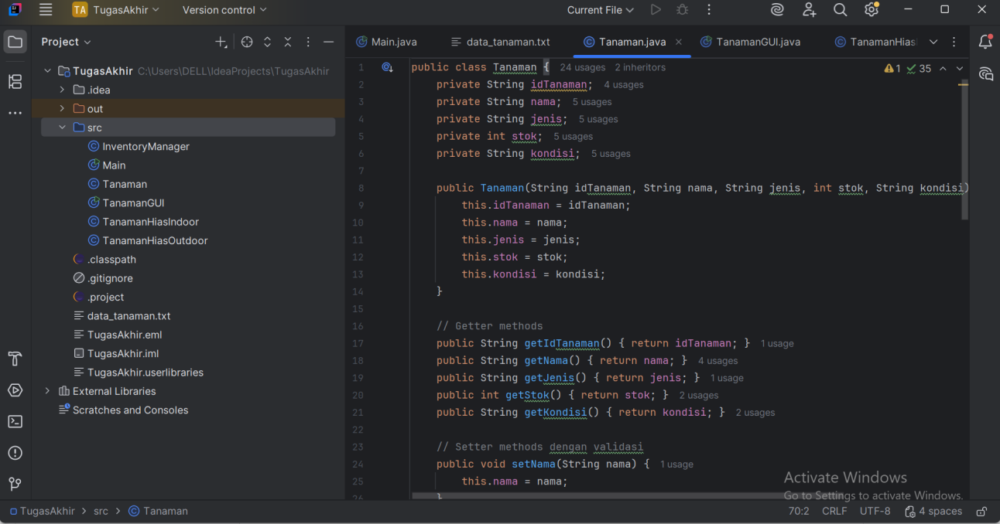 TA TugasAkhir Version control Current File
Project
Main.java data_tanaman.txt Tanaman.java TanamanGUI.java TanamanHias
TugasAkhir C:\Users\DELL\IdeaProjects\TugasAkhir
.idea
out
src
InventoryManager
Main
Tanaman
TanamanGUI
TanamanHiasIndoor
TanamanHiasOutdoor
.classpath
.gitignore
.project
data_tanaman.txt
TugasAkhir.eml
TugasAkhir.iml
TugasAkhir.userlibraries
External Libraries
Scratches and Consoles
1 public class Tanaman { 24 usages 2 inheritors 1 35
2 private String idTanaman; 4 usages
3 private String nama; 5 usages
4 private String jenis; 5 usages
5 private int stok; 5 usages
6 private String kondisi; 5 usages
7
8 public Tanaman(String idTanaman, String nama, String jenis, int stok, String kondisi)
9 this.idTanaman = idTanaman;
10 this.nama = nama;
11 this.jenis = jenis;
12 this.stok = stok;
13 this.kondisi = kondisi;
14 }
15
16 // Getter methods
17 public String getIdTanaman() { return idTanaman; } 1 usage
18 public String getNama() { return nama; } 4 usages
19 public String getJenis() { return jenis; } 1 usage
20 public int getStok() { return stok; } 2 usages
21 public String getKondisi() { return kondisi; } 2 usages
22
23 // Setter methods dengan validasi
24 public void setNama(String nama) { 1 usage
25 this.nama = nama;
26 }
Activate Windows
Go to Settings to activate Windows.
TugasAkhir > src > Tanaman 70:2 CRLF UTF-8 4 spaces